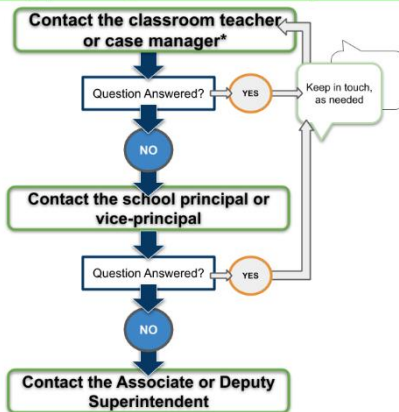 Contact the classroom teacher
or case manager*
Question Answered?
YES
Keep in touch,
as needed
NO
Contact the school principal or
vice-principal
Question Answered?
YES
NO
Contact the Associate or Deputy
Superintendent